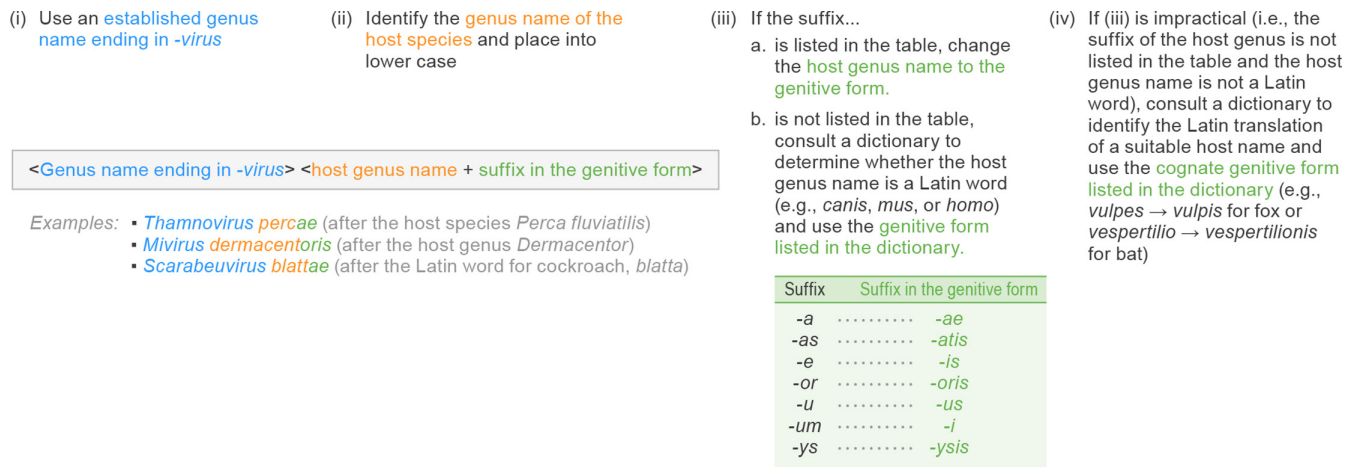 (i) Use an established genus
name ending in -virus
(ii) Identify the genus name of the
host species and place into
lower case
(iii) If the suffix...
a. is listed in the table, change
the host genus name to the
genitive form.
b. is not listed in the table,
consult a dictionary to
determine whether the host
genus name is a Latin word
(e.g., canis, mus, or homo)
and use the genitive form
listed in the dictionary.
(iv) If (iii) is impractical (i.e., the
suffix of the host genus is not
listed in the table and the host
genus name is not a Latin
word), consult a dictionary to
identify the Latin translation
of a suitable host name and
use the cognate genitive form
listed in the dictionary (e.g.,
vulpes → vulpis for fox or
vespertilio → vespertilionis
for bat)
<Genus name ending in -virus> <host genus name + suffix in the genitive form>
Examples: ▪ Thamnovirus percae (after the host species Perca fluviatilis)
▪ Mivirus dermacentoris (after the host genus Dermacentor)
▪ Scarabeuvirus blattae (after the Latin word for cockroach, blatta)
Suffix Suffix in the genitive form
-a .......... -ae
-as .......... -atis
-e .......... -is
-or .......... -oris
-u .......... -us
-um .......... -i
-ys .......... -ysis